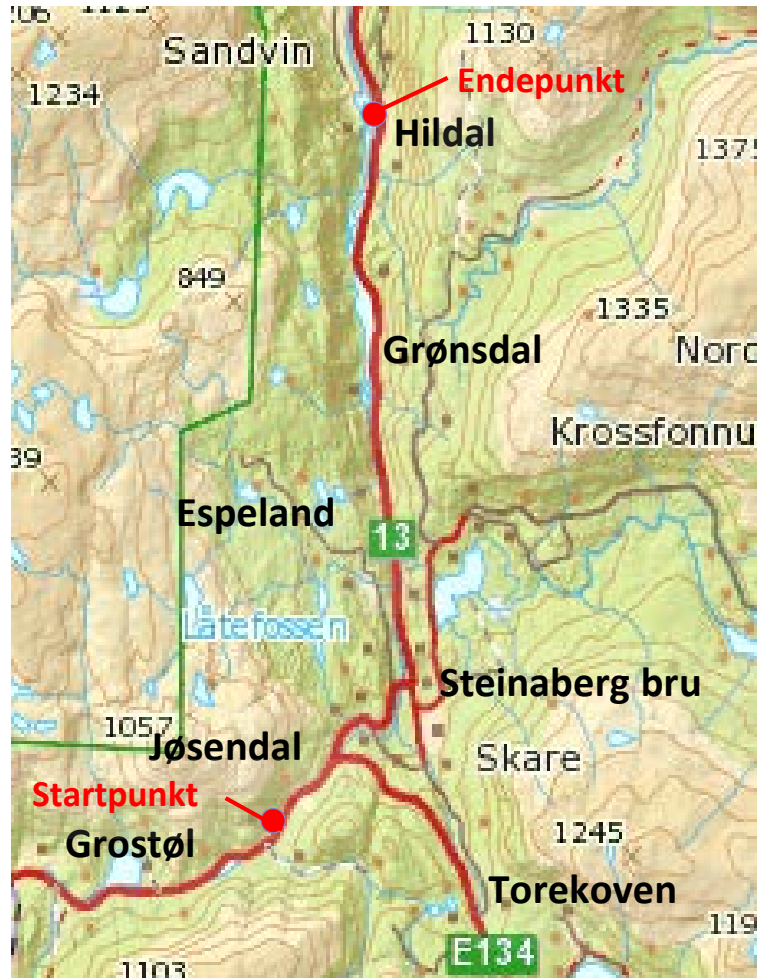 Sandvin
1130
Endepunkt
1234
Hildal
1375
849
1335
Grønsdal
Nord
Krossfonnu
39
Espeland
13
Låtefossen
Steinaberg bru
1057
Jøsendal
Skare
Startpunkt
Grostøl
1245
Torekoven
119
E134
1103